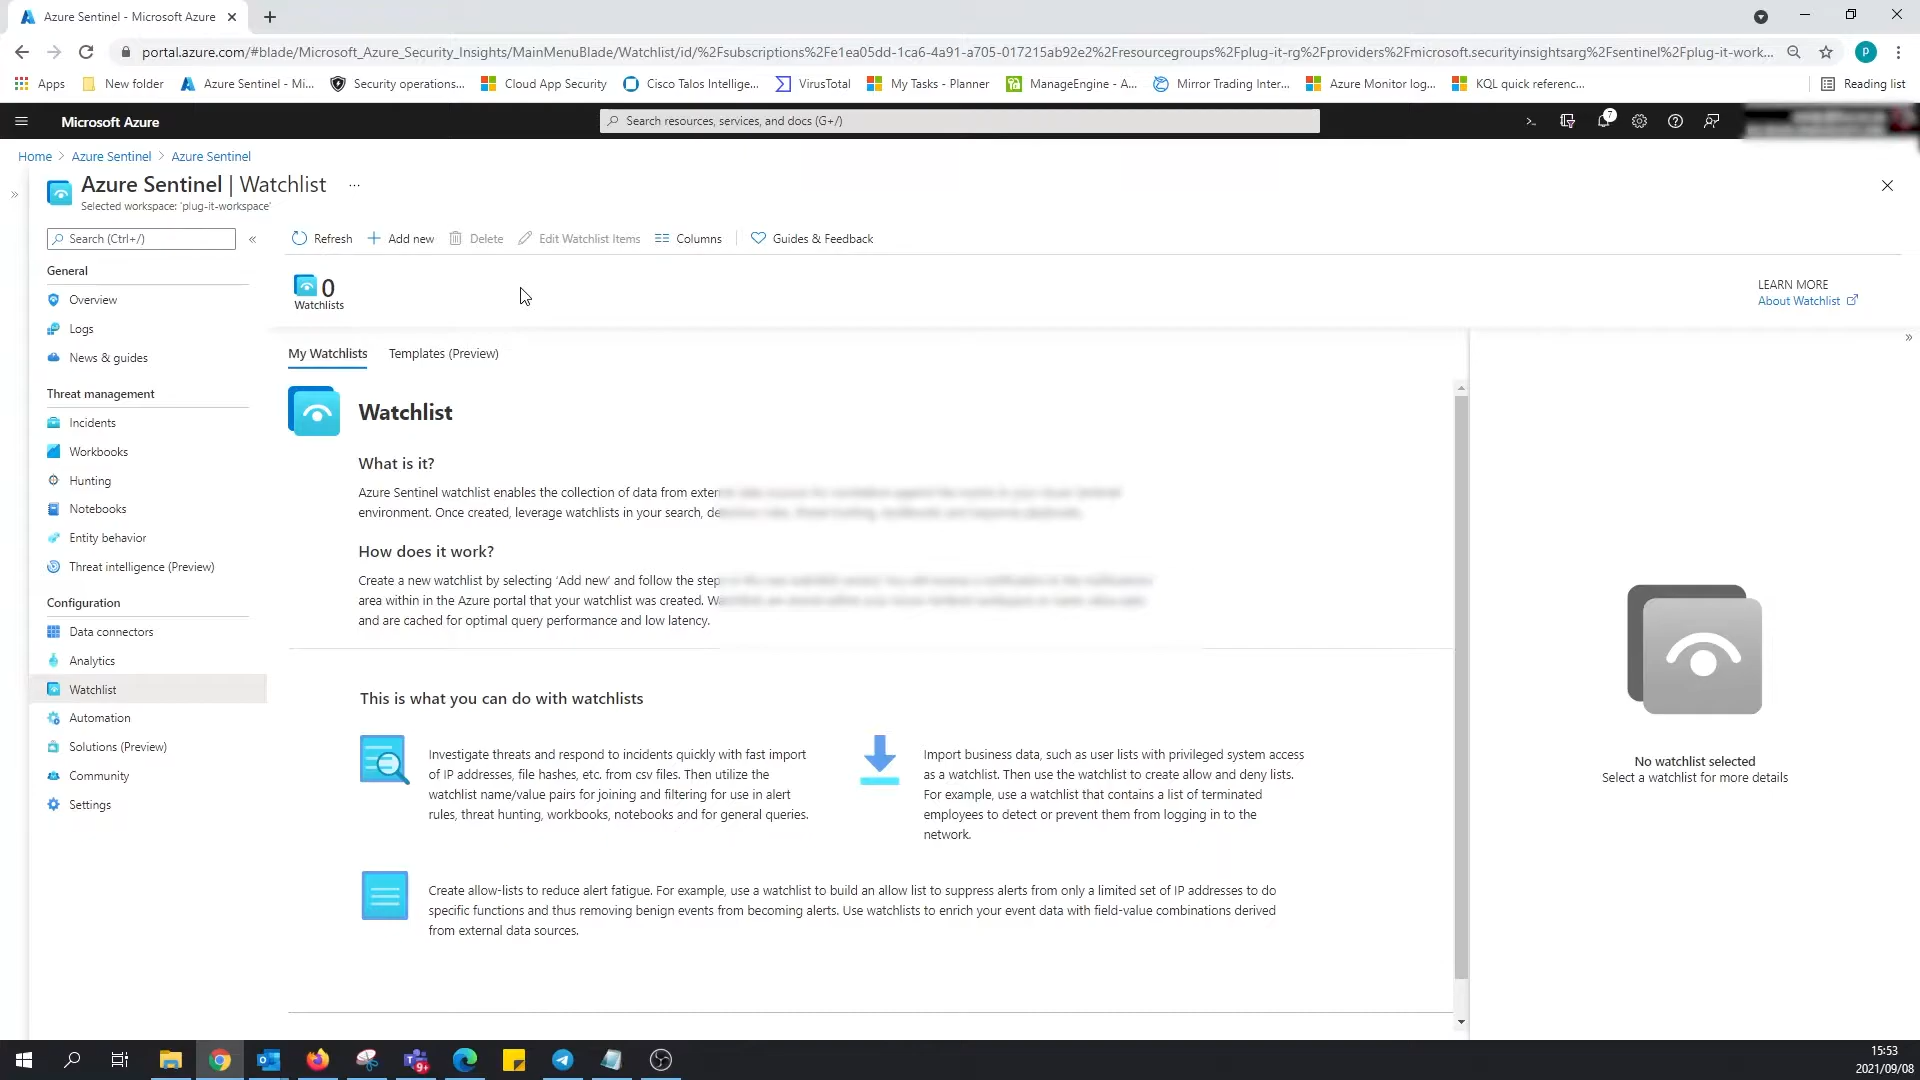 Azure Sentinel - Microsoft Azure
portal.azure.com/#blade/Microsoft_Azure_Security_Insights/MainMenuBlade/Watchlist/id/%2Fsubscriptions%2Fe1ea05dd-1ca6-4a91-a705-017215ab92e2%2Fresourcegroups%2Fplug-it-rg%2Fproviders%2Fmicrosoft.securityinsightsarg%2Fsentinel%2Fplug-it-work...
P
Apps New folder Azure Sentinel - Mi... Security operations... Cloud App Security Cisco Talos Intellige... VirusTotal My Tasks - Planner ManageEngine - A... Mirror Trading Inter... Azure Monitor log... KQL quick referenc... Reading list
Microsoft Azure
Search resources, services, and docs (G+/)
7
Home > Azure Sentinel > Azure Sentinel
Azure Sentinel | Watchlist ...
Selected workspace: 'plug-it-workspace'
Search (Ctrl+/)
«
Refresh + Add new Delete Edit Watchlist Items Columns Guides & Feedback
General
Overview
Logs
News & guides
Threat management
Incidents
Workbooks
Hunting
Notebooks
Entity behavior
Threat intelligence (Preview)
Configuration
Data connectors
Analytics
Watchlist
Automation
Solutions (Preview)
Community
Settings
0
Watchlists
LEARN MORE
About Watchlist
My Watchlists Templates (Preview)
Watchlist
What is it?
Azure Sentinel watchlist enables the collection of data from
environment. Once created, leverage watchlists in your search,
How does it work?
Create a new watchlist by selecting 'Add new' and follow the
area within in the Azure portal that your watchlist was created.
and are cached for optimal query performance and low latency.
This is what you can do with watchlists
Investigate threats and respond to incidents quickly with fast import
of IP addresses, file hashes, etc. from csv files. Then utilize the
watchlist name/value pairs for joining and filtering for use in alert
rules, threat hunting, workbooks, notebooks and for general queries.
Import business data, such as user lists with privileged system access
as a watchlist. Then use the watchlist to create allow and deny lists.
For example, use a watchlist that contains a list of terminated
employees to detect or prevent them from logging in to the
network.
Create allow-lists to reduce alert fatigue. For example, use a watchlist to build an allow list to suppress alerts from only a limited set of IP addresses to do
specific functions and thus removing benign events from becoming alerts. Use watchlists to enrich your event data with field-value combinations derived
from external data sources.
No watchlist selected
Select a watchlist for more details
9+
15:53
2021/09/08